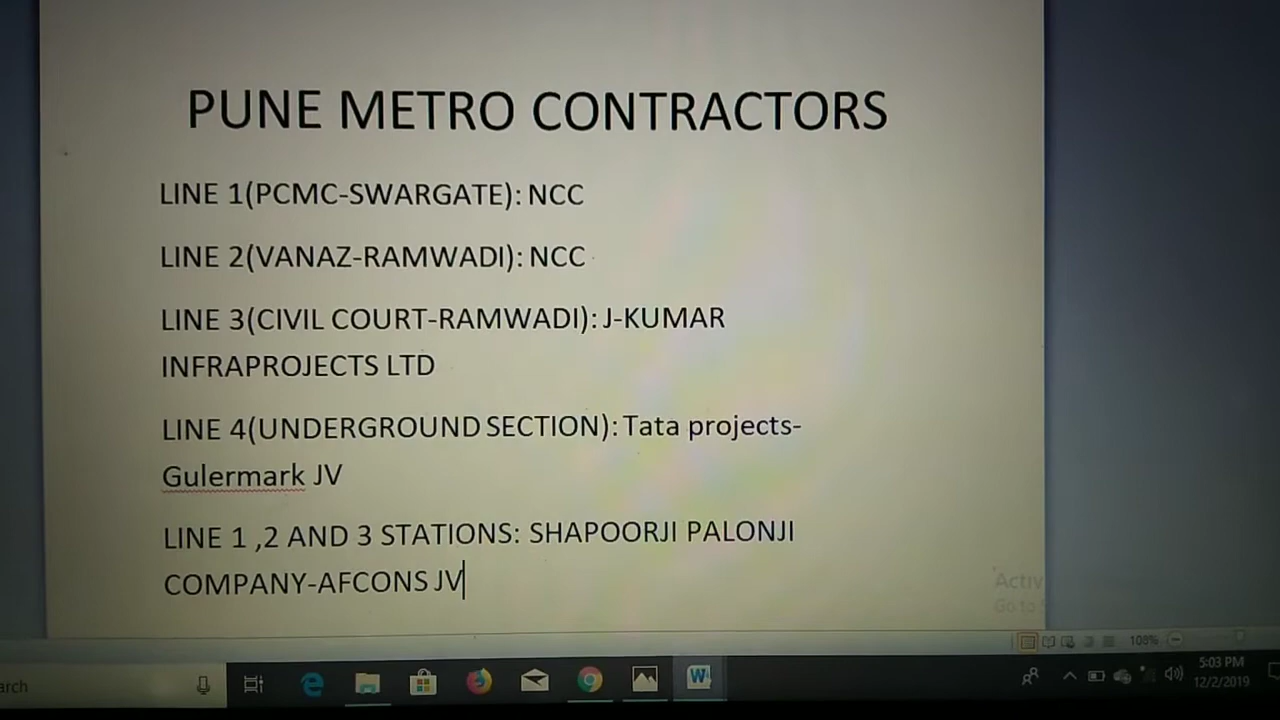 PUNE METRO CONTRACTORS
LINE 1(PCMC-SWARGATE): NCC
LINE 2(VANAZ-RAMWADI): NCC
LINE 3(CIVIL COURT-RAMWADI): J-KUMAR
INFRAPROJECTS LTD
LINE 4(UNDERGROUND SECTION): Tata projects-
Gulermark JV
LINE 1 ,2 AND 3 STATIONS: SHAPOORJI PALONJI
COMPANY-AFCONS JV
108%
5:03 PM
12/2/2019